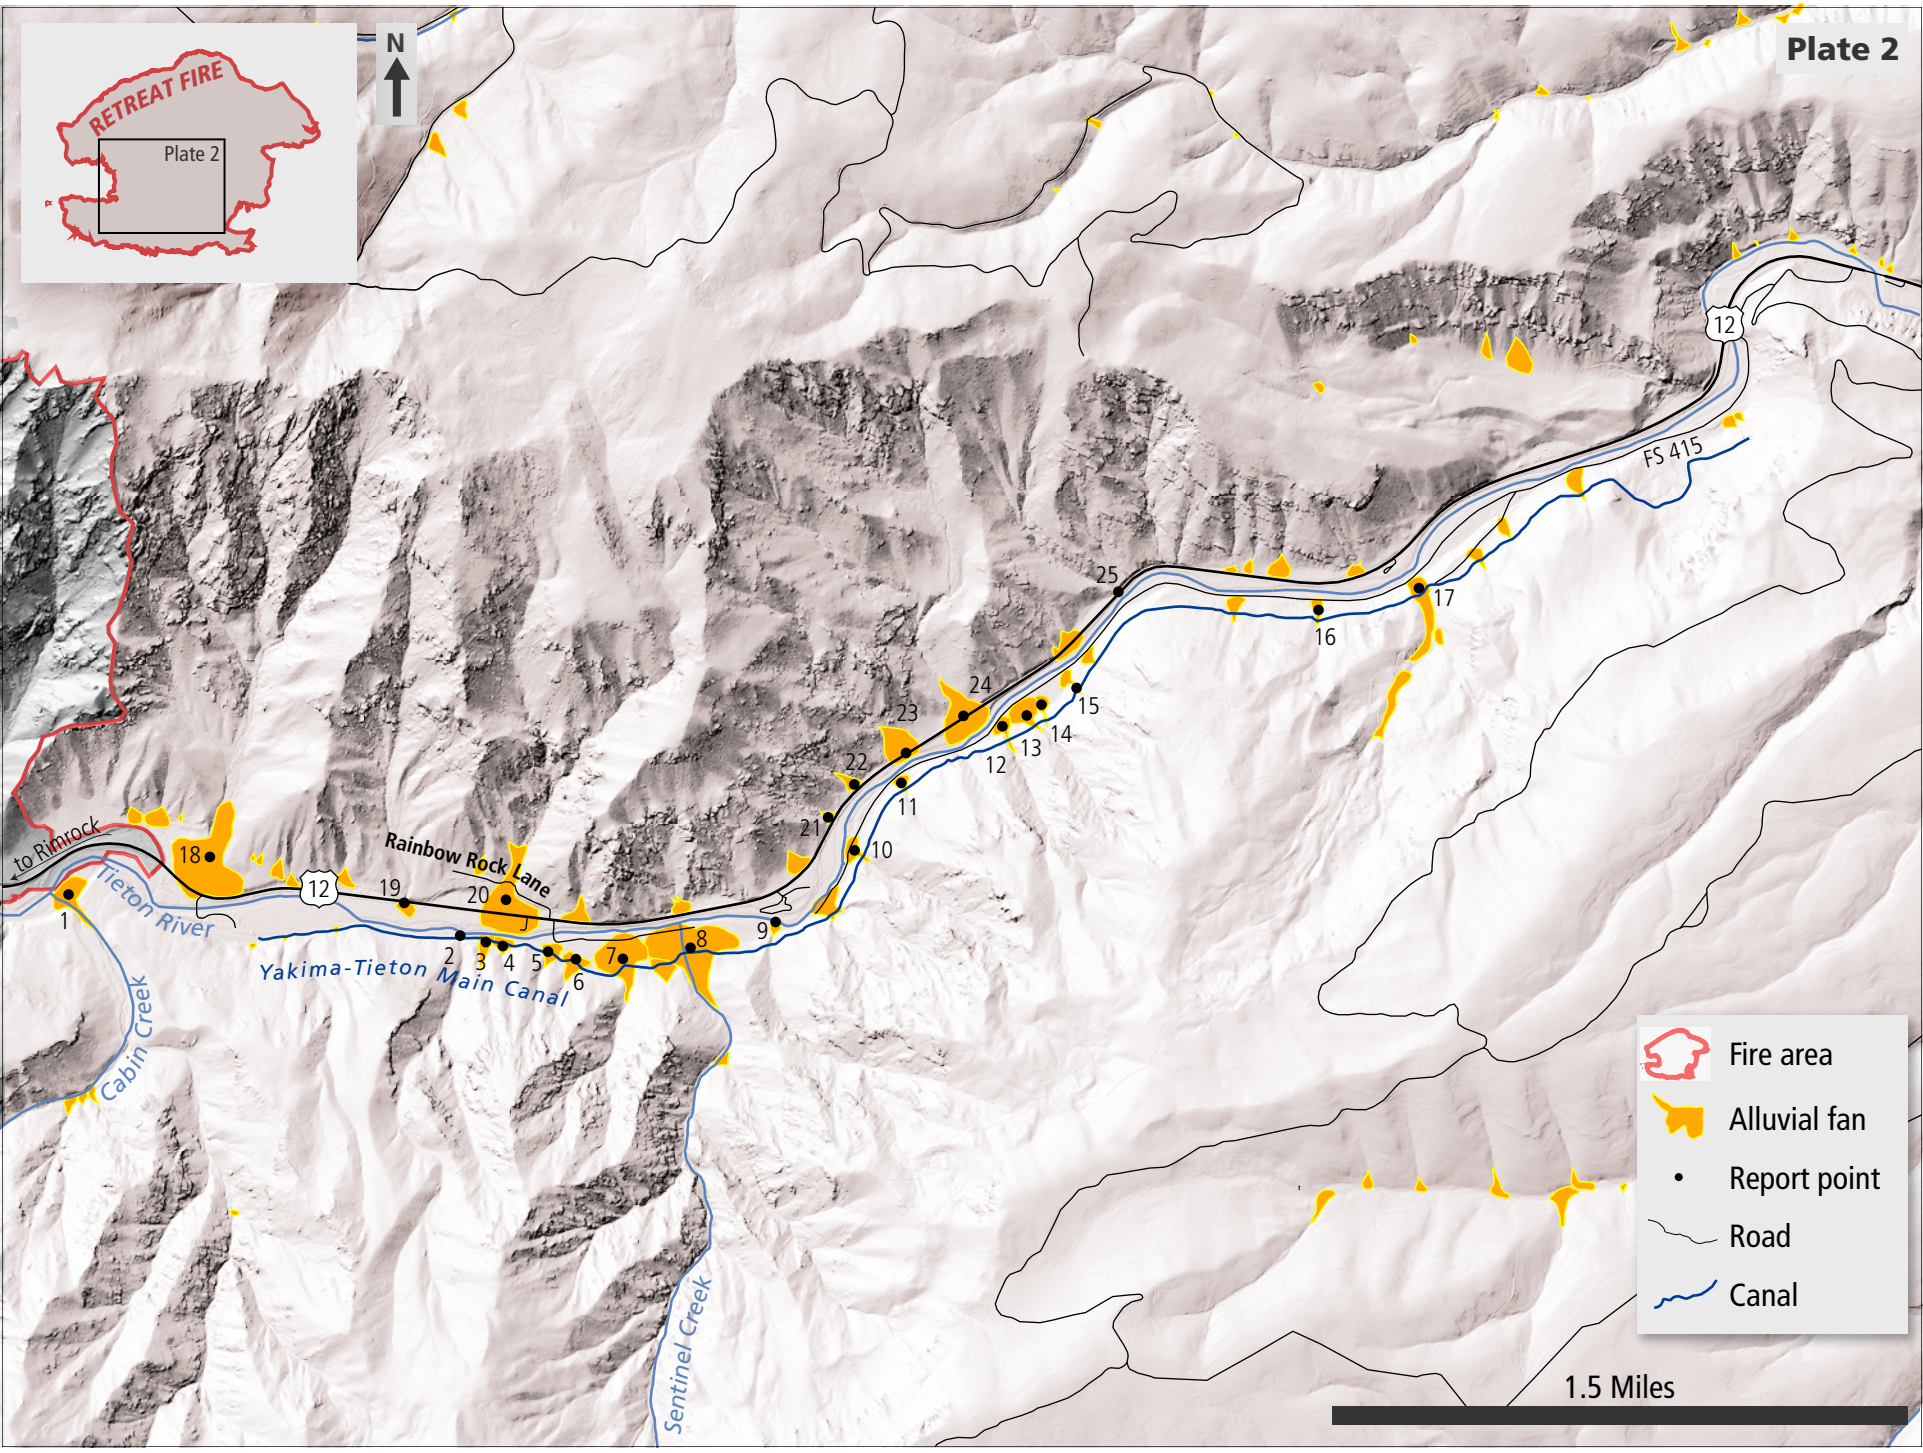 Plate 2
N
RETREAT FIRE
Plate 2
12
FS 415
25
17
16
24
15
23
14
13
12
22
11
21
10
to Rimrock
18
Rainbow Rock Lane
12
19
20
1
Tieton River
2
3
4
5
6
7
8
9
Yakima-Tieton Main Canal
Cabin Creek
Sentinel Creek
Fire area
Alluvial fan
Report point
Road
Canal
1.5 Miles